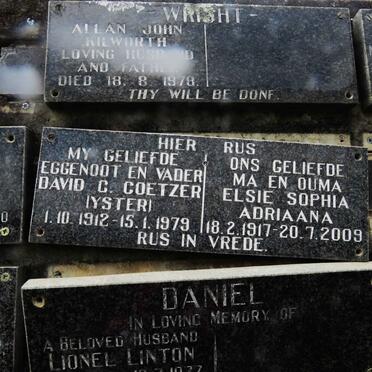 WRIGHT
ALLAN JOHN
KILWORTH
LOVING HUSBAND
AND FATHER
DIED 18.8.1978.
THY WILL BE DONE.
HIER RUS
MY GELIEFDE
EGGENOOT EN VADER
DAVID C. COETZER
(YSTER)
1.10.1912-15.1.1979
ONS GELIEFDE
MA EN OUMA
ELSIE SOPHIA
ADRIAANA
18.2.1917-20.7.2009
RUS IN VREDE.
DANIEL
IN LOVING MEMORY OF
A BELOVED HUSBAND
LIONEL LINTON